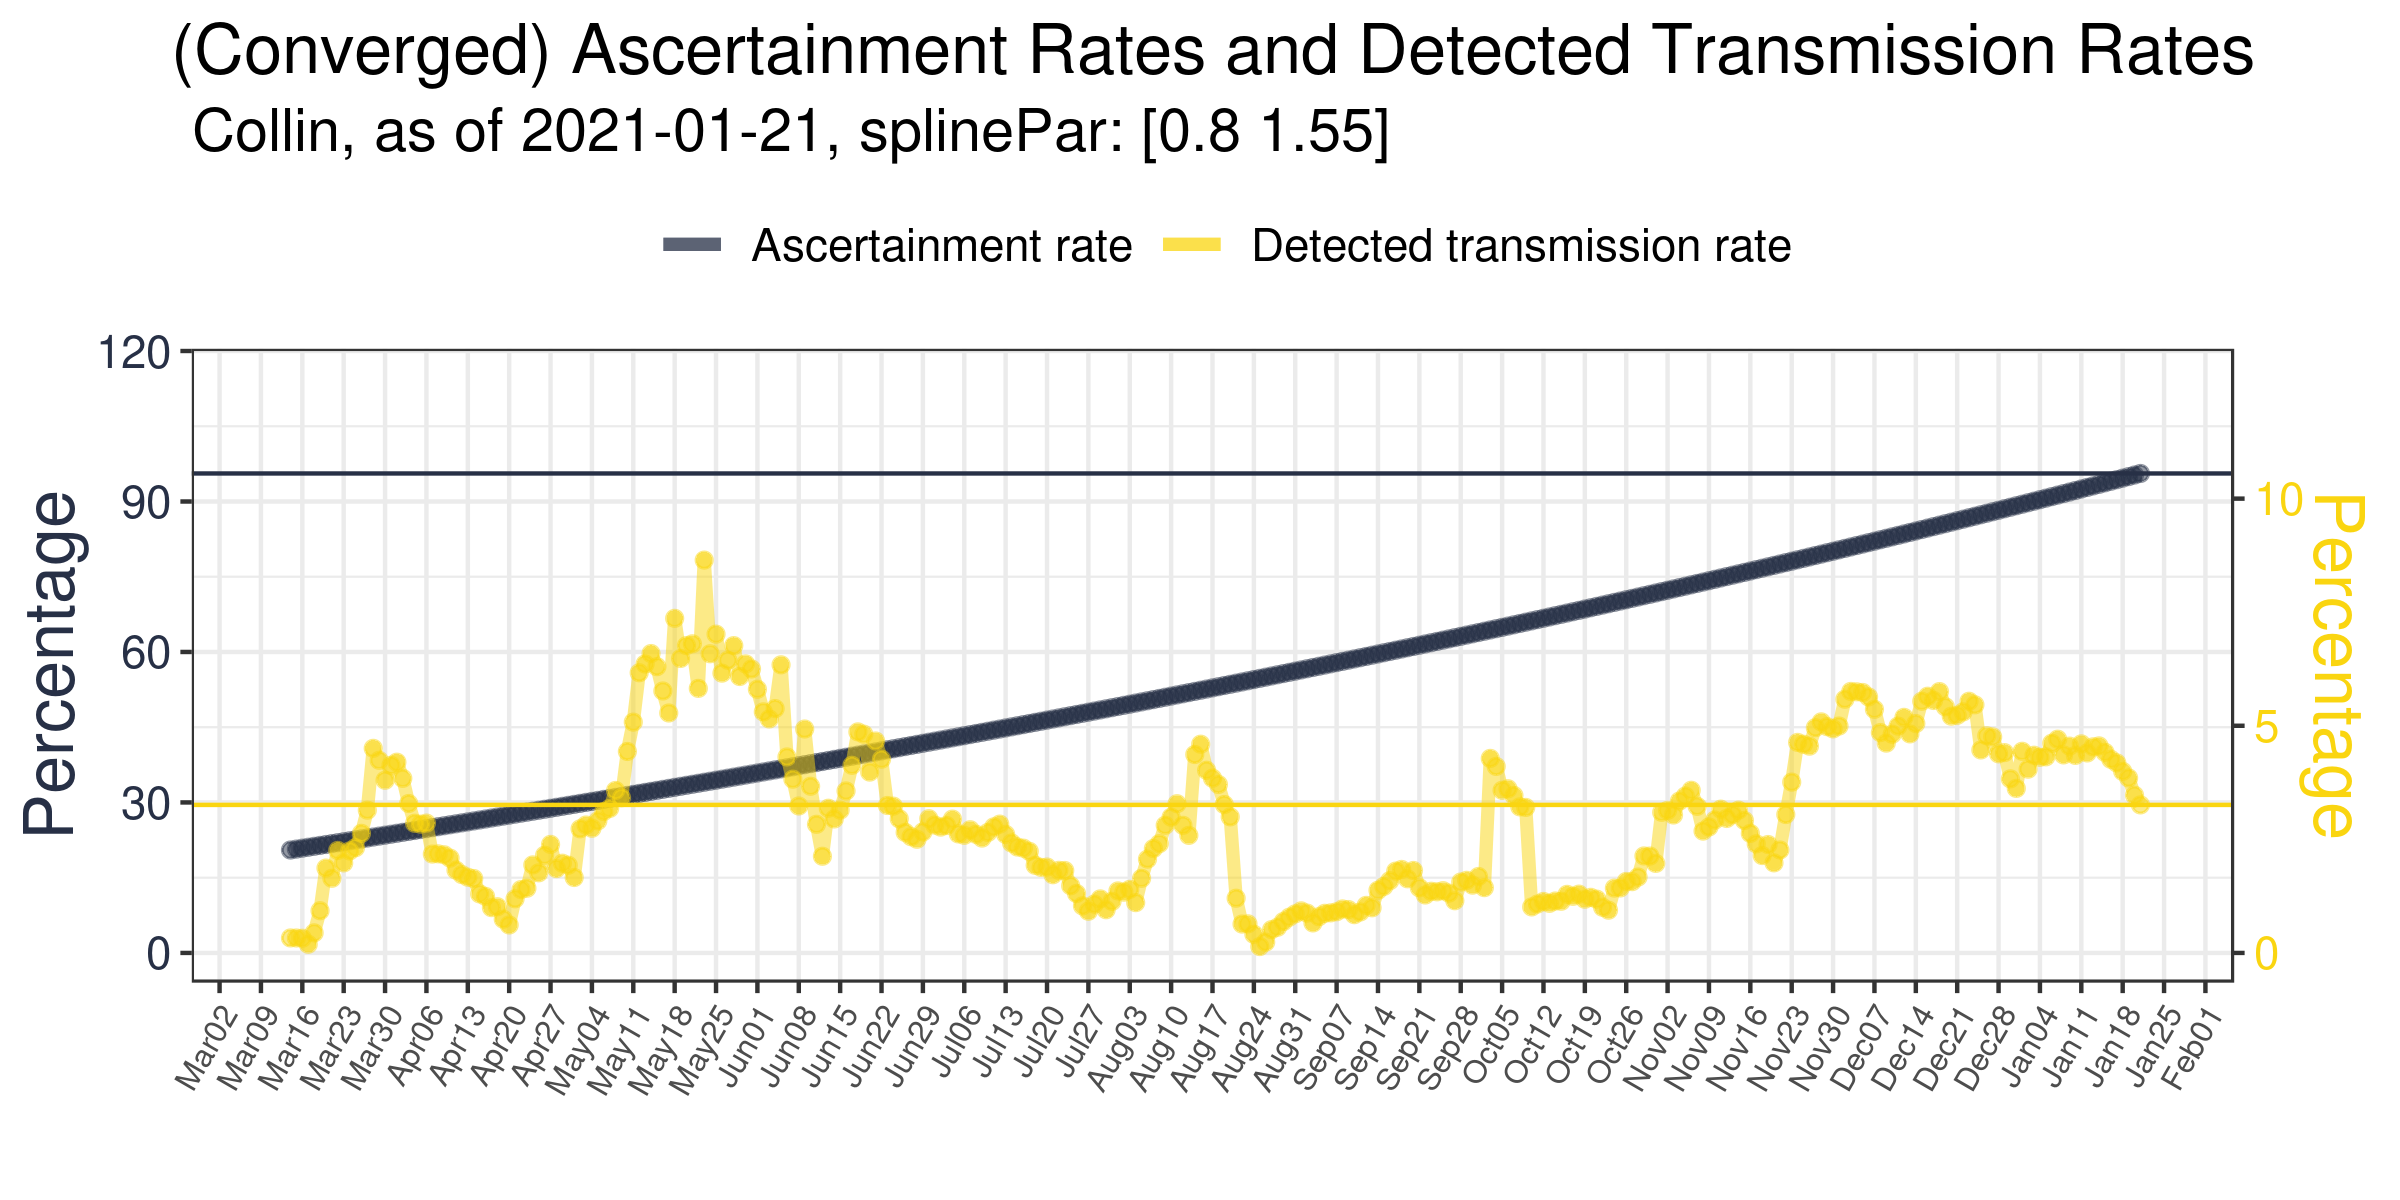 (Converged) Ascertainment Rates and Detected Transmission Rates
Collin, as of 2021-01-21, splinePar: [0.8 1.55]
Ascertainment rate Detected transmission rate
120
90
60
30
0
Percentage
10
5
0
Percentage
Mar02 Mar09 Mar16 Mar23 Mar30 Apr06 Apr13 Apr20 Apr27 May04 May11 May18 May25 Jun01 Jun08 Jun15 Jun22 Jun29 Jul06 Jul13 Jul20 Jul27 Aug03 Aug10 Aug17 Aug24 Aug31 Sep07 Sep14 Sep21 Sep28 Oct05 Oct12 Oct19 Oct26 Nov02 Nov09 Nov16 Nov23 Nov30 Dec07 Dec14 Dec21 Dec28 Jan04 Jan11 Jan18 Jan25 Feb01